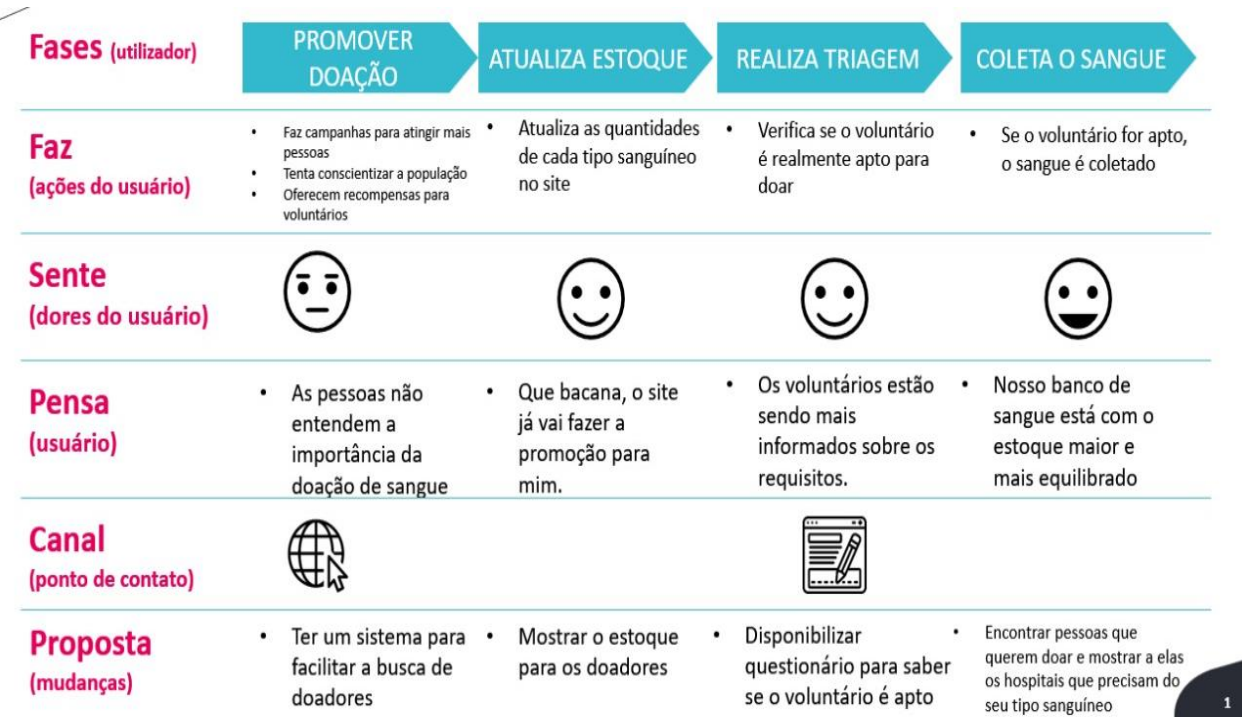 Fases (utilizador)
PROMOVER
DOAÇÃO
ATUALIZA ESTOQUE
REALIZA TRIAGEM
COLETA O SANGUE
Faz
(ações do usuário)
• Faz campanhas para atingir mais
pessoas
• Tenta conscientizar a população
• Oferecem recompensas para
voluntários
• Atualiza as quantidades
de cada tipo sanguíneo
no site
• Verifica se o voluntário
é realmente apto para
doar
• Se o voluntário for apto,
o sangue é coletado
Sente
(dores do usuário)
Pensa
(usuário)
• As pessoas não
entendem a
importância da
doação de sangue
• Que bacana, o site
já vai fazer a
promoção para
mim.
• Os voluntários estão
sendo mais
informados sobre os
requisitos.
• Nosso banco de
sangue está com o
estoque maior e
mais equilibrado
Canal
(ponto de contato)
Proposta
(mudanças)
• Ter um sistema para
facilitar a busca de
doadores
• Mostrar o estoque
para os doadores
• Disponibilizar
questionário para saber
se o voluntário é apto
• Encontrar pessoas que
querem doar e mostrar a elas
os hospitais que precisam do
seu tipo sanguíneo
1